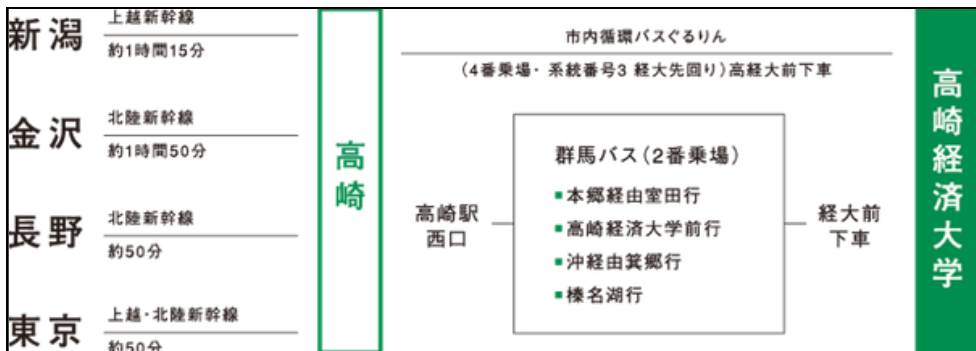 新潟
上越新幹線
約1時間15分
金沢
北陸新幹線
約1時間50分
長野
北陸新幹線
約50分
東京
上越・北陸新幹線
約50分
高崎
市内循環バスぐるりん
(4番乗場・系統番号3 経大先回り)高経大前下車
高崎駅
西口
群馬バス(2番乗場)
■本郷経由室田行
■高崎経済大学前行
■沖経由箕郷行
■榛名湖行
経大前
下車
高崎経済大学